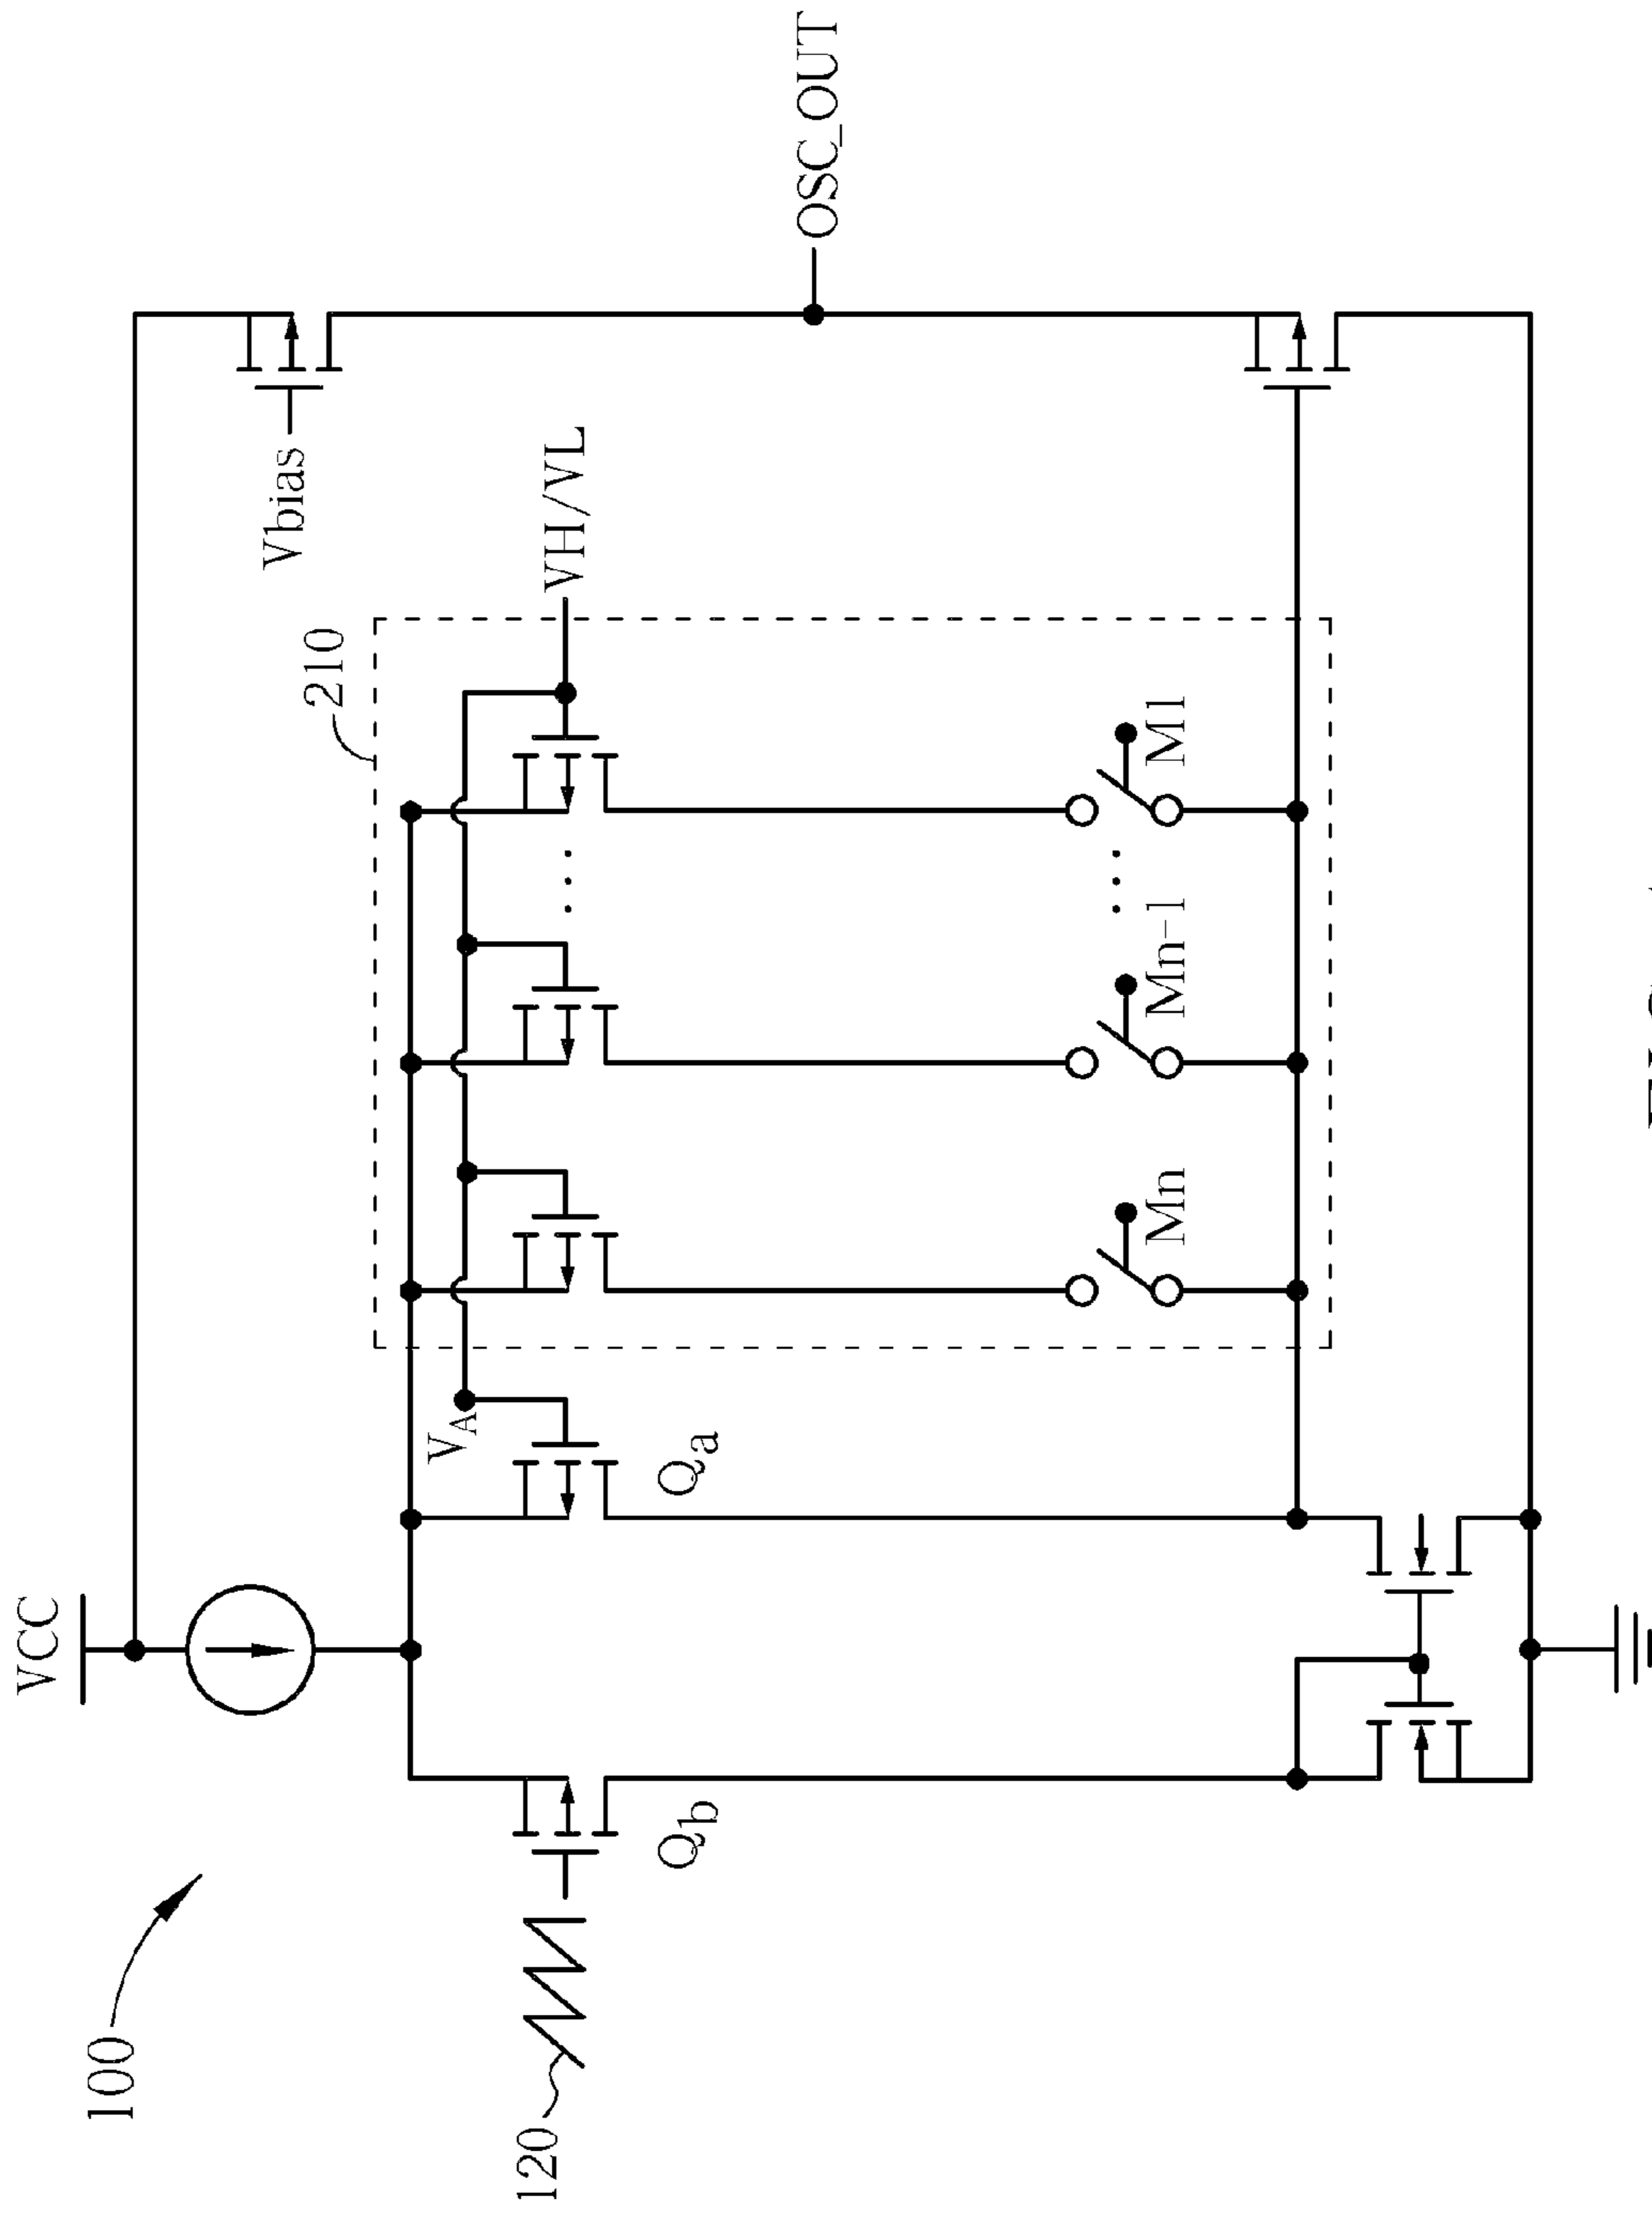 100
VCC
120
Qb
VA
Qa
210
Vbias
VH/VL
OSC_OUT
Mn
Mn-1
M1